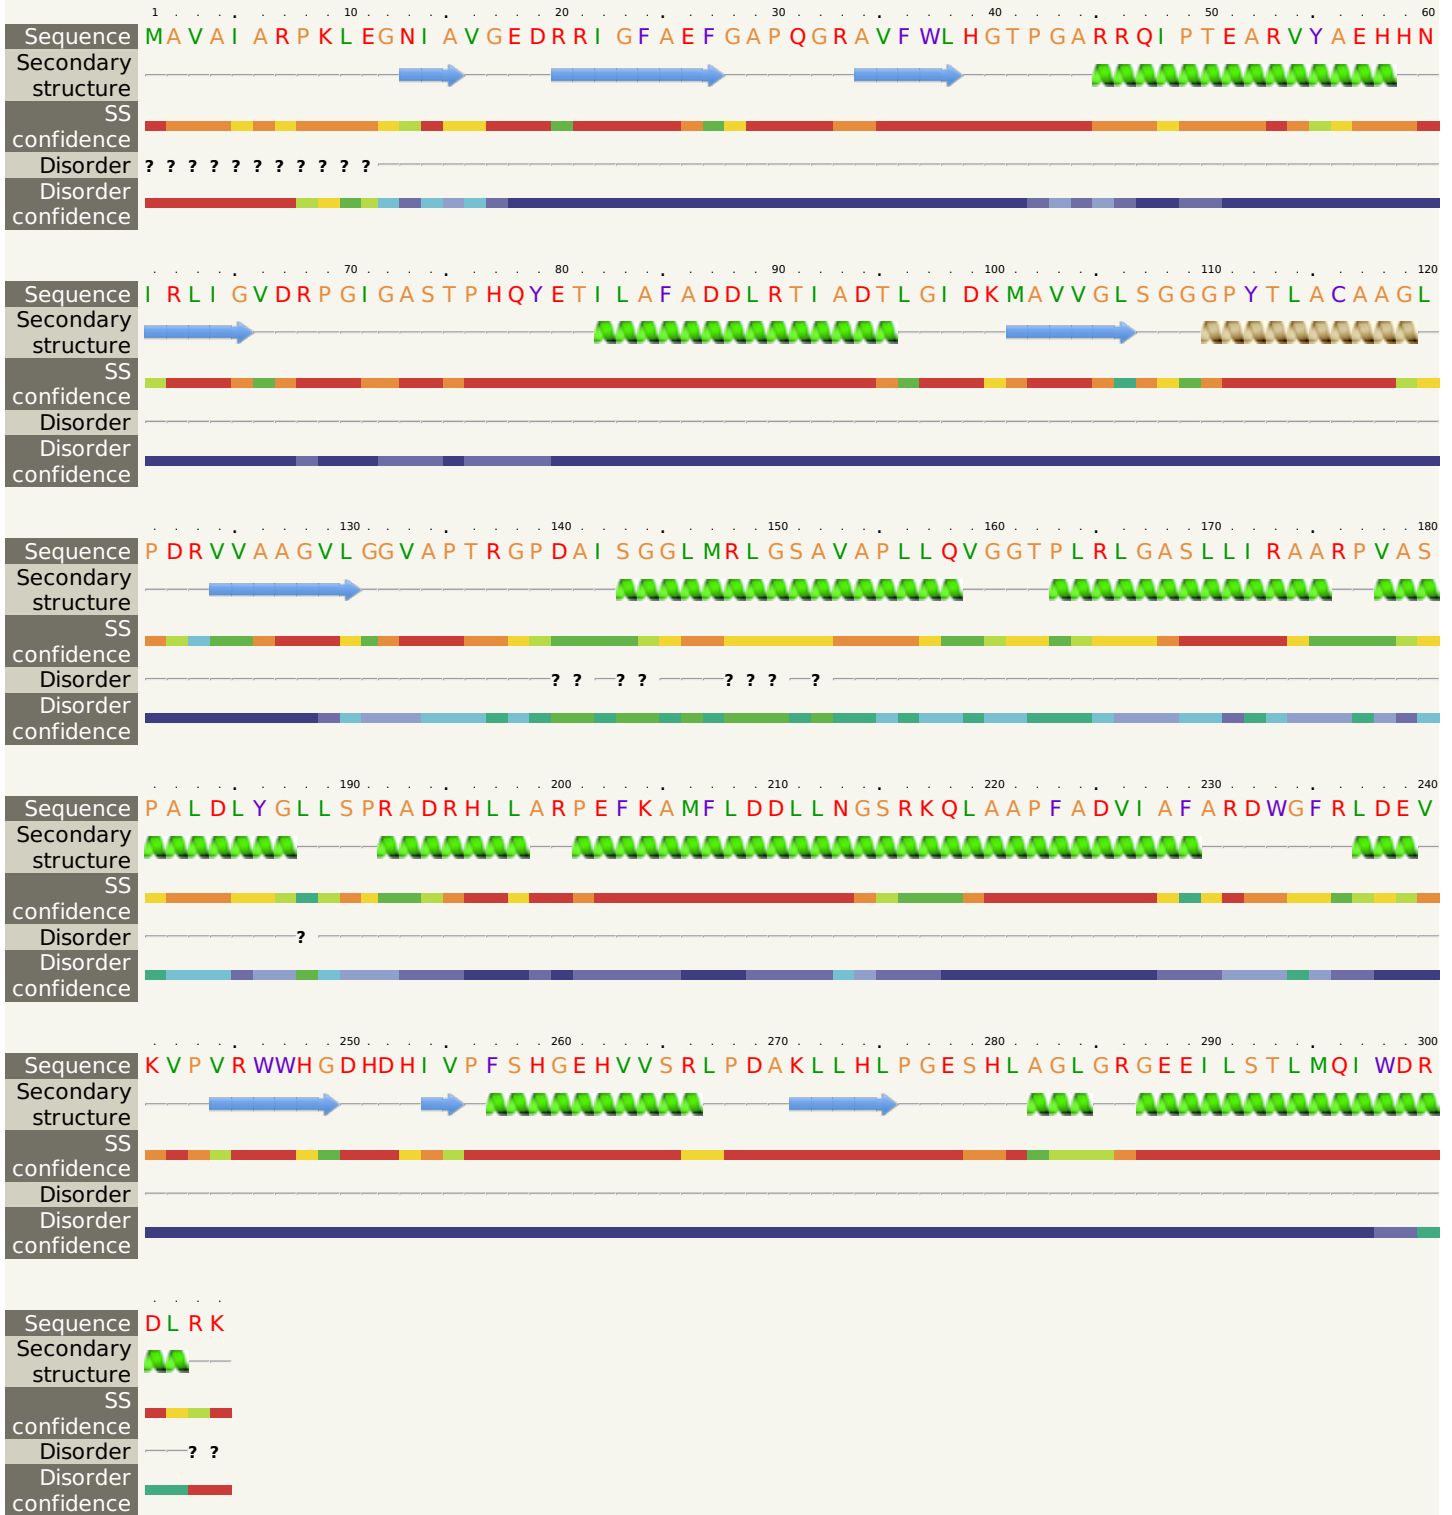 1 10 20 30 40 50 60
Sequence MAVAIARPKLEGNIAVGEDRRIGFAEFGAPQGRAVFWLHGTPGARRQIPTEARVYAEHHN
Secondary
structure
SS
confidence
Disorder ? ? ? ? ? ? ? ? ? ? ?
Disorder
confidence
70 80 90 100 110 120
Sequence IRLIGVDRPGIGASTPHQYETILAFADDLRTIADTLGIDKMAVVGLSGGGPYTLACAAGL
Secondary
structure
SS
confidence
Disorder
Disorder
confidence
130 140 150 160 170 180
Sequence PDRVVAAGVLGGVAPTRGPDAISGGLMRLGSAVAPLLQVGGTPLRLGASLLIRAARPVAS
Secondary
structure
SS
confidence
Disorder ? ? ? ? ? ? ? ?
Disorder
confidence
190 200 210 220 230 240
Sequence PALDLYGLLSPRADRHLLARPEFKAMFLDDLLNGSRKQLAAPFADVIAFARDWGFRLDEV
Secondary
structure
SS
confidence
Disorder ?
Disorder
confidence
250 260 270 280 290 300
Sequence KVPVRWWHGDHDHIVPFSHGEHVVSRLPDAKLLHLPGESHLAGLGRGEEILSTLMQIWDR
Secondary
structure
SS
confidence
Disorder
Disorder
confidence
Sequence DLRK
Secondary
structure
SS
confidence
Disorder ? ?
Disorder
confidence